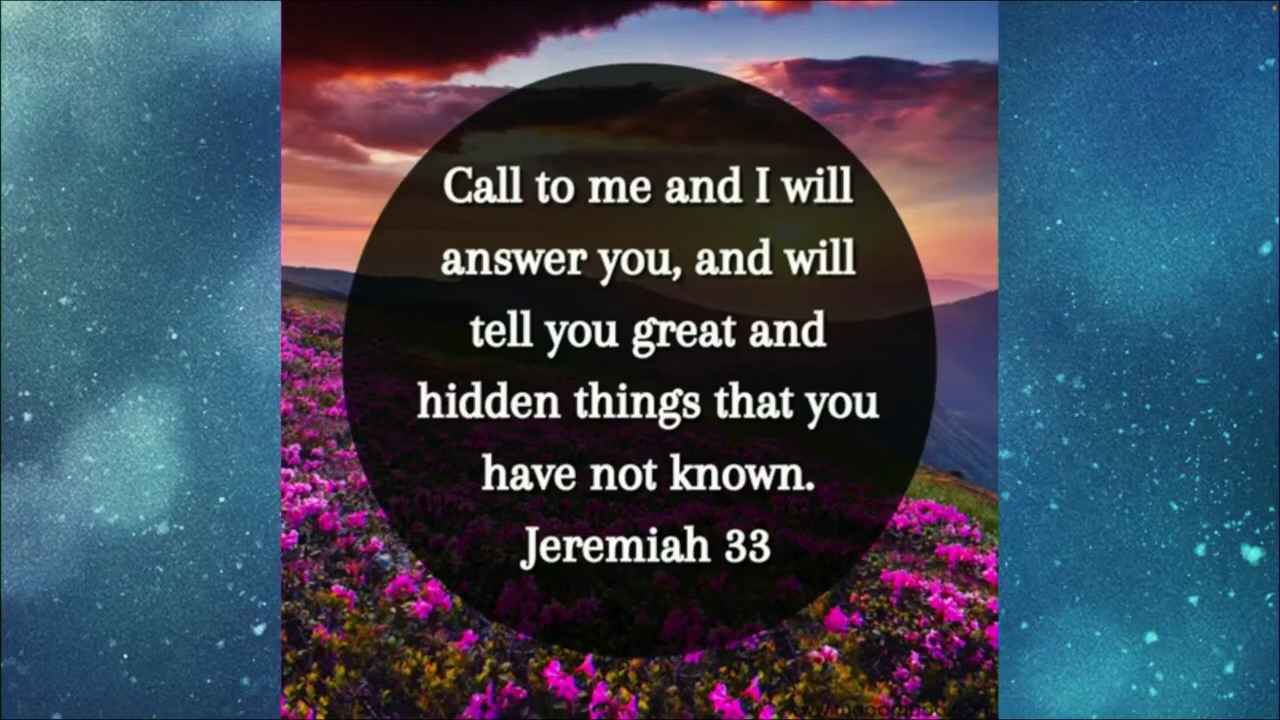 Call to me and I will
answer you, and will
tell you great and
hidden things that you
have not known.
Jeremiah 33